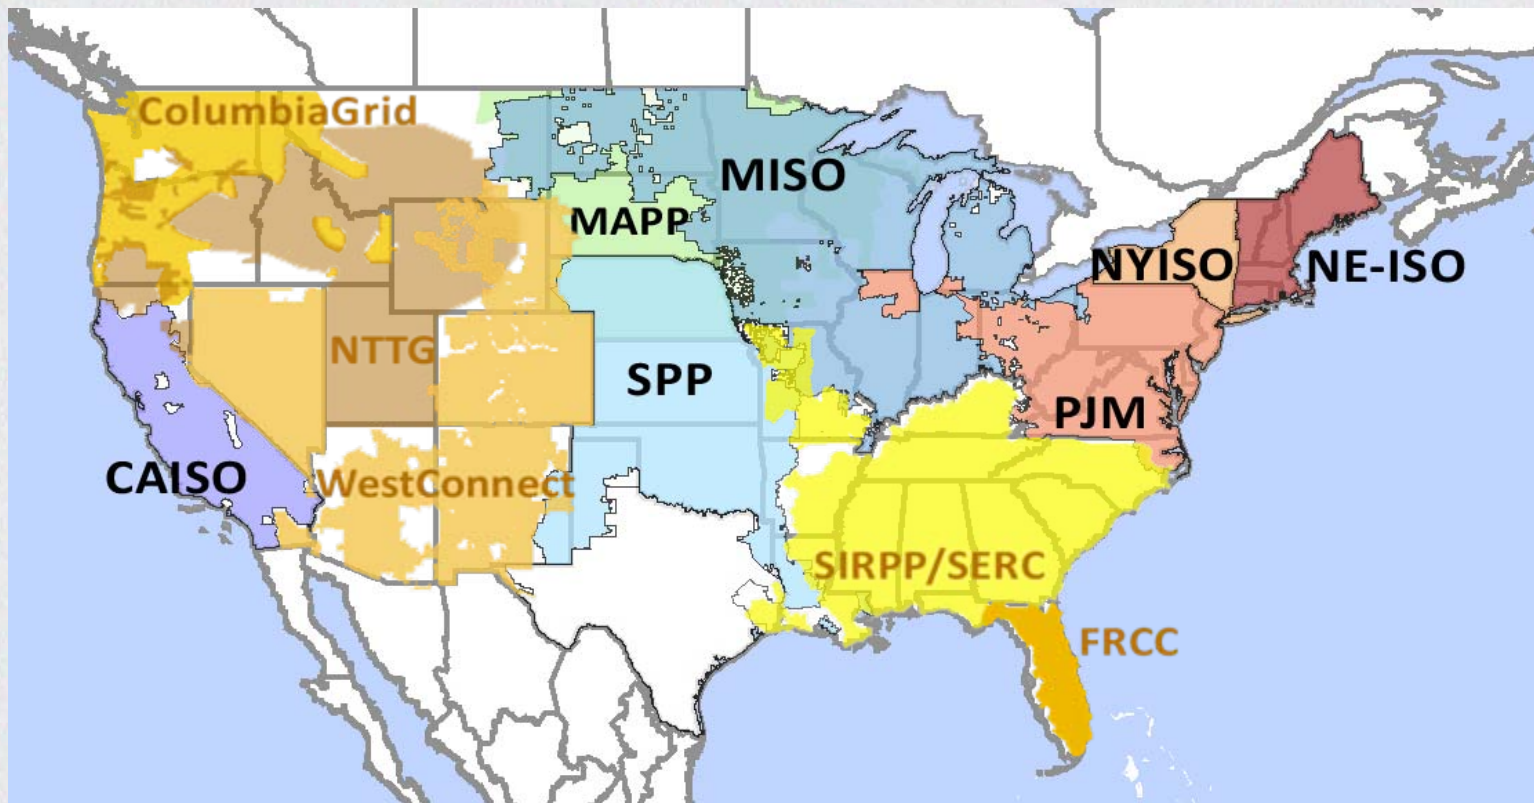 ColumbiaGrid
MISO
MAPP
NYISO
NE-ISO
NTTG
SPP
PJM
CAISO
WestConnect
SIRPP/SERC
FRCC